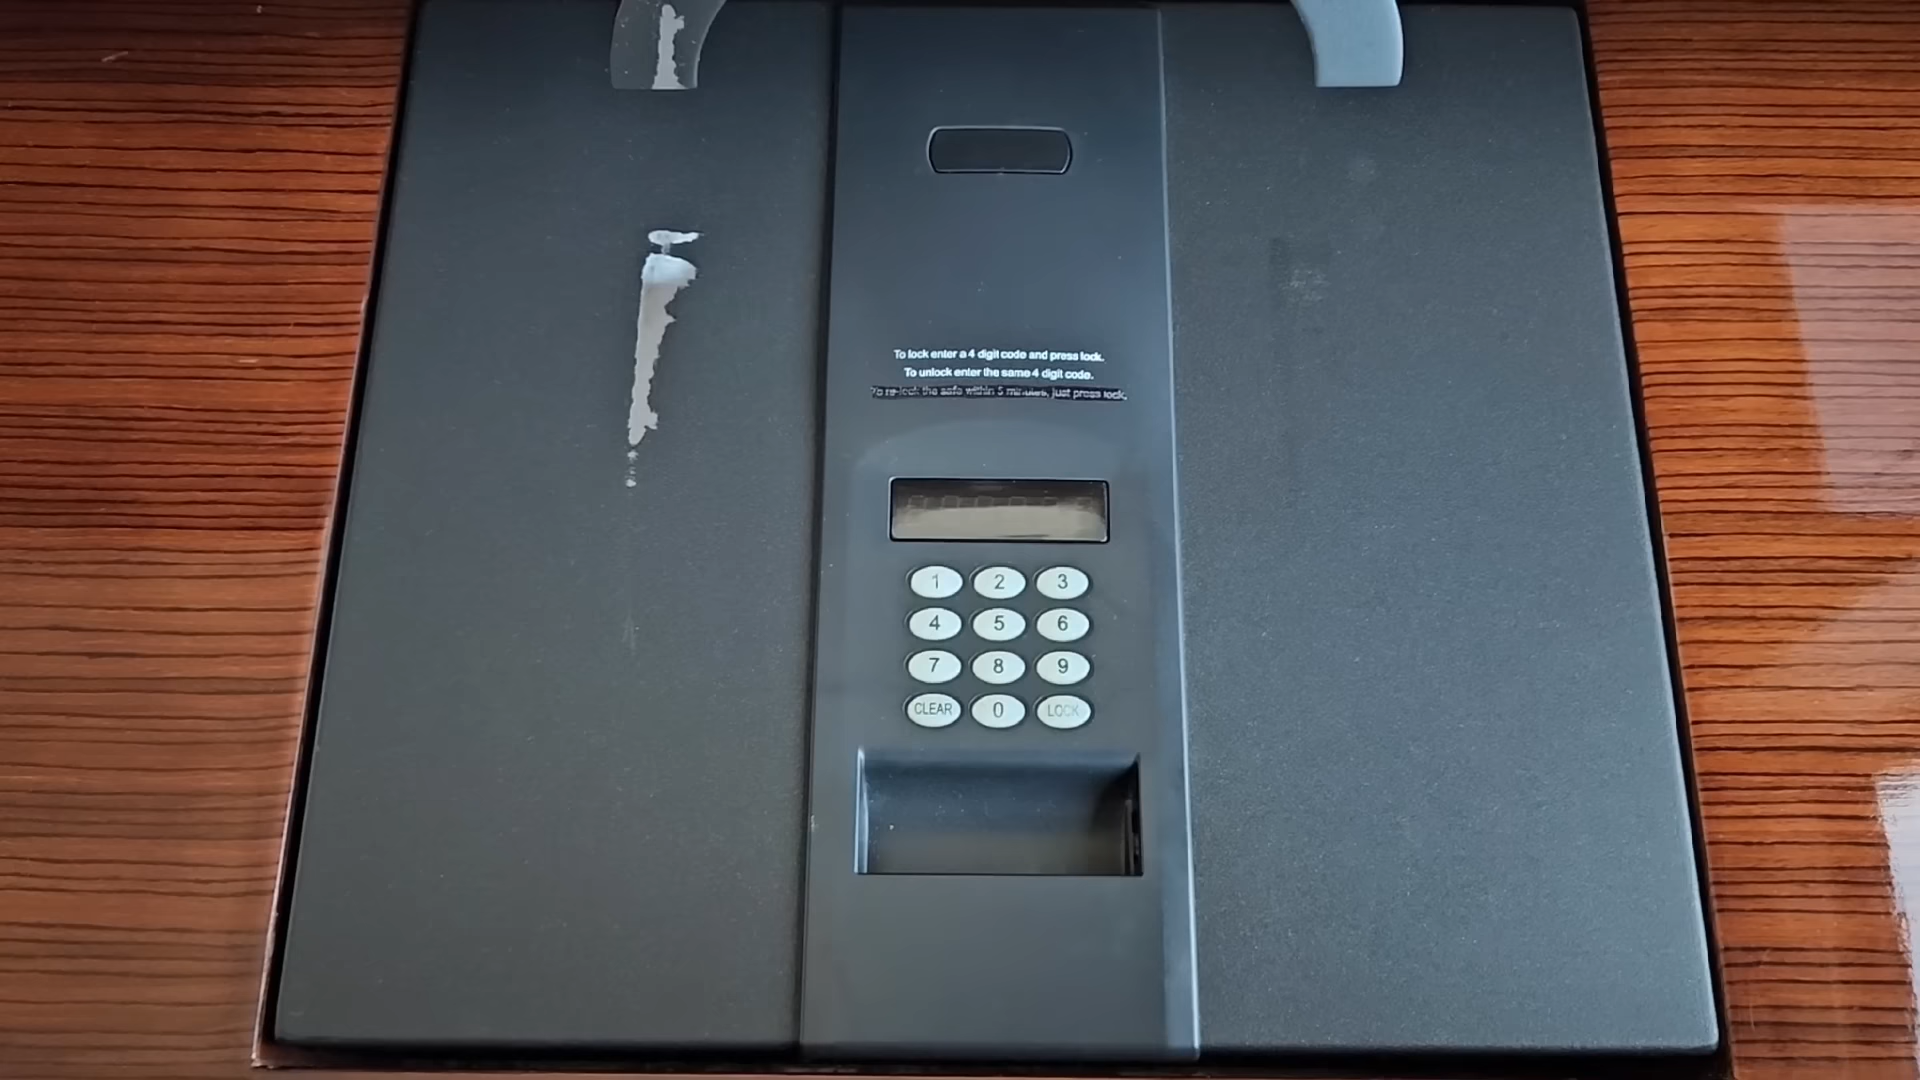 To lock enter a 4 digit code and press lock.
To unlock enter the same 4 digit code.
To re-lock the safe within 5 minutes, just press lock.
1 2 3
4 5 6
7 8 9
CLEAR 0 LOCK